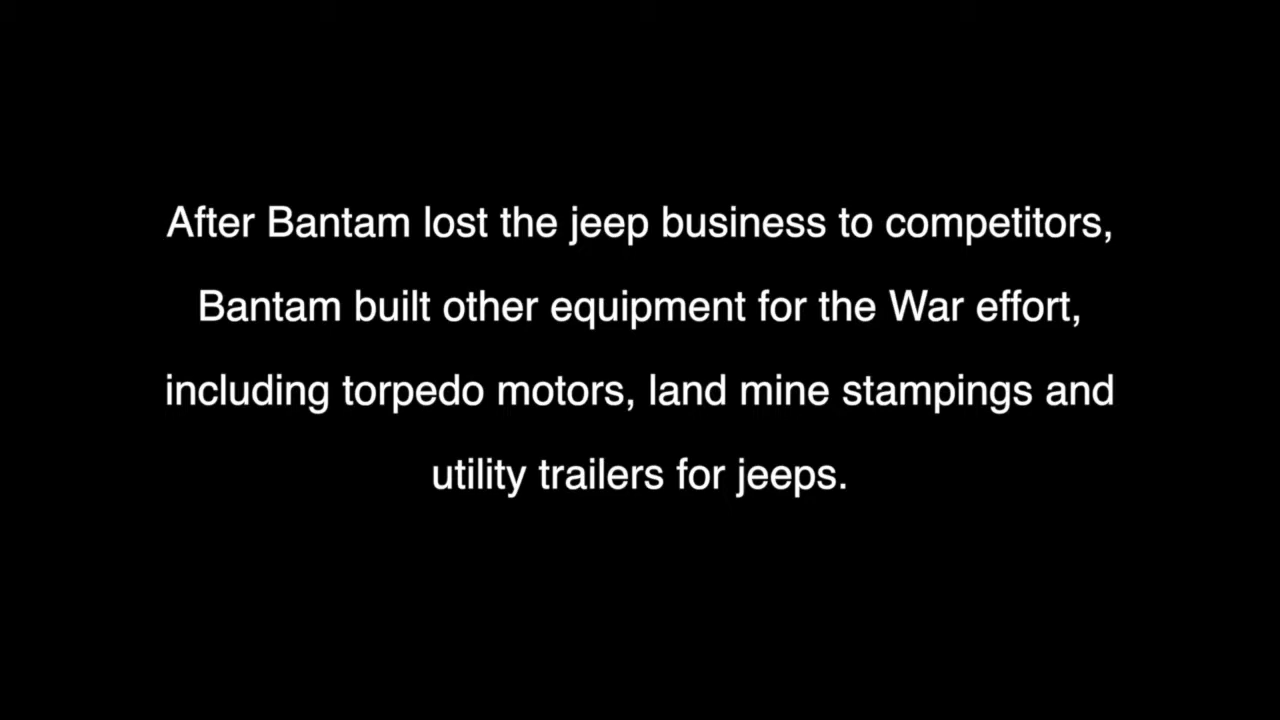 After Bantam lost the jeep business to competitors,
Bantam built other equipment for the War effort,
including torpedo motors, land mine stampings and
utility trailers for jeeps.